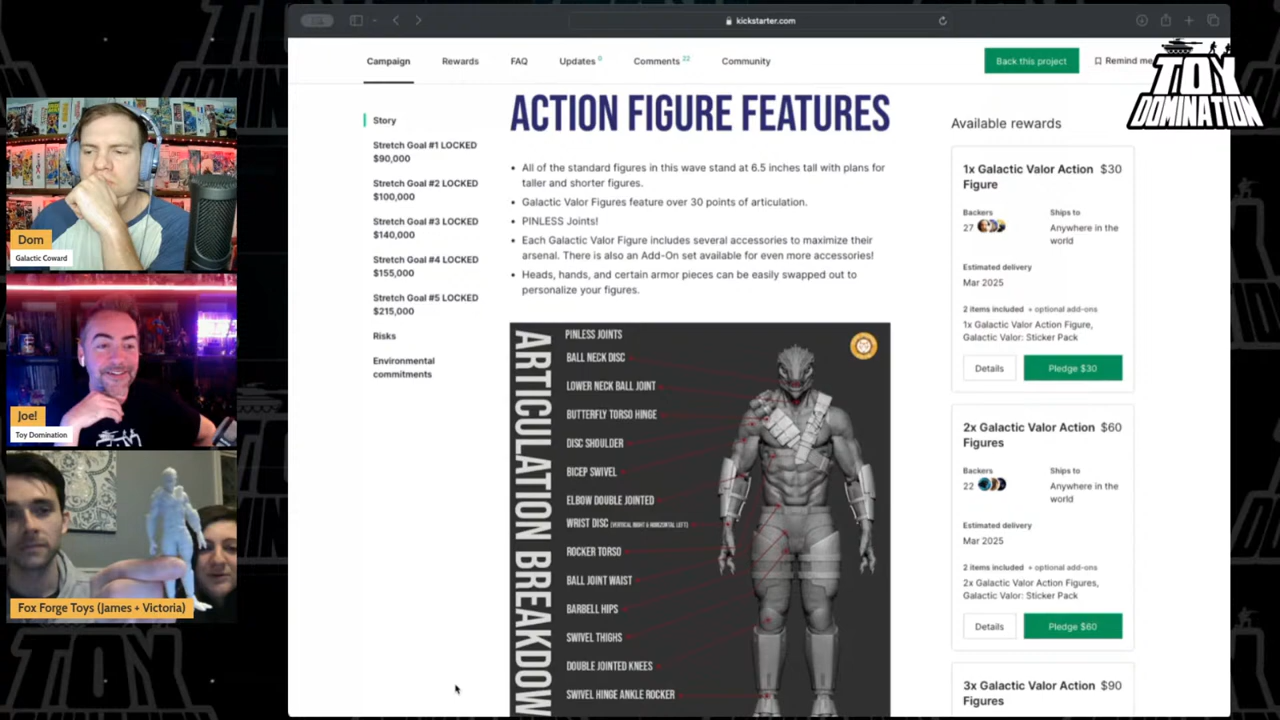 kickstarter.com
Campaign
Rewards
FAQ
Updates 0
Comments 22
Community
Back this project
Remind me
TOY
DOMINATION
Story
Stretch Goal #1 LOCKED
$90,000
Stretch Goal #2 LOCKED
$100,000
Stretch Goal #3 LOCKED
$140,000
Stretch Goal #4 LOCKED
$155,000
Stretch Goal #5 LOCKED
$215,000
Risks
Environmental
commitments
ACTION FIGURE FEATURES
• All of the standard figures in this wave stand at 6.5 inches tall with plans for
taller and shorter figures.
• Galactic Valor Figures feature over 30 points of articulation.
• PINLESS Joints!
• Each Galactic Valor Figure includes several accessories to maximize their
arsenal. There is also an Add-On set available for even more accessories!
• Heads, hands, and certain armor pieces can be easily swapped out to
personalize your figures.
ARTICULATION BREAKDOW
PINLESS JOINTS
BALL NECK DISC
LOWER NECK BALL JOINT
BUTTERFLY TORSO HINGE
DISC SHOULDER
BICEP SWIVEL
ELBOW DOUBLE JOINTED
WRIST DISC (VERTICAL RIGHT & HORIZONTAL LEFT)
ROCKER TORSO
BALL JOINT WAIST
BARBELL HIPS
SWIVEL THIGHS
DOUBLE JOINTED KNEES
SWIVEL HINGE ANKLE ROCKER
Available rewards
1x Galactic Valor Action $30
Figure
Backers Ships to
27 Anywhere in the
world
Estimated delivery
Mar 2025
2 items included + optional add-ons
1x Galactic Valor Action Figure,
Galactic Valor: Sticker Pack
Details Pledge $30
2x Galactic Valor Action $60
Figures
Backers Ships to
22 Anywhere in the
world
Estimated delivery
Mar 2025
2 items included + optional add-ons
2x Galactic Valor Action Figures,
Galactic Valor: Sticker Pack
Details Pledge $60
3x Galactic Valor Action $90
Figures
Dom
Galactic Coward
Joe!
Toy Domination
Fox Forge Toys (James + Victoria)